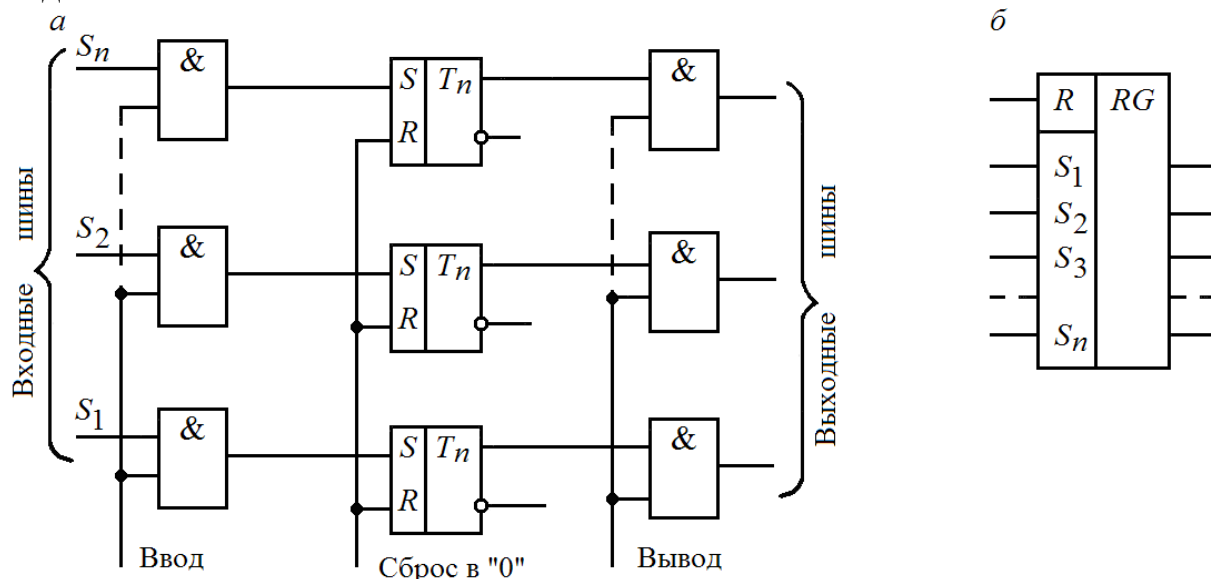 а
б
Sn
&
S Tn
R
&
R RG
S1
S2
S3
Sn
S2
&
S Tn
R
&
S1
&
S Tn
R
&
Входные шины
Выходные шины
Ввод
Сброс в "0"
Вывод